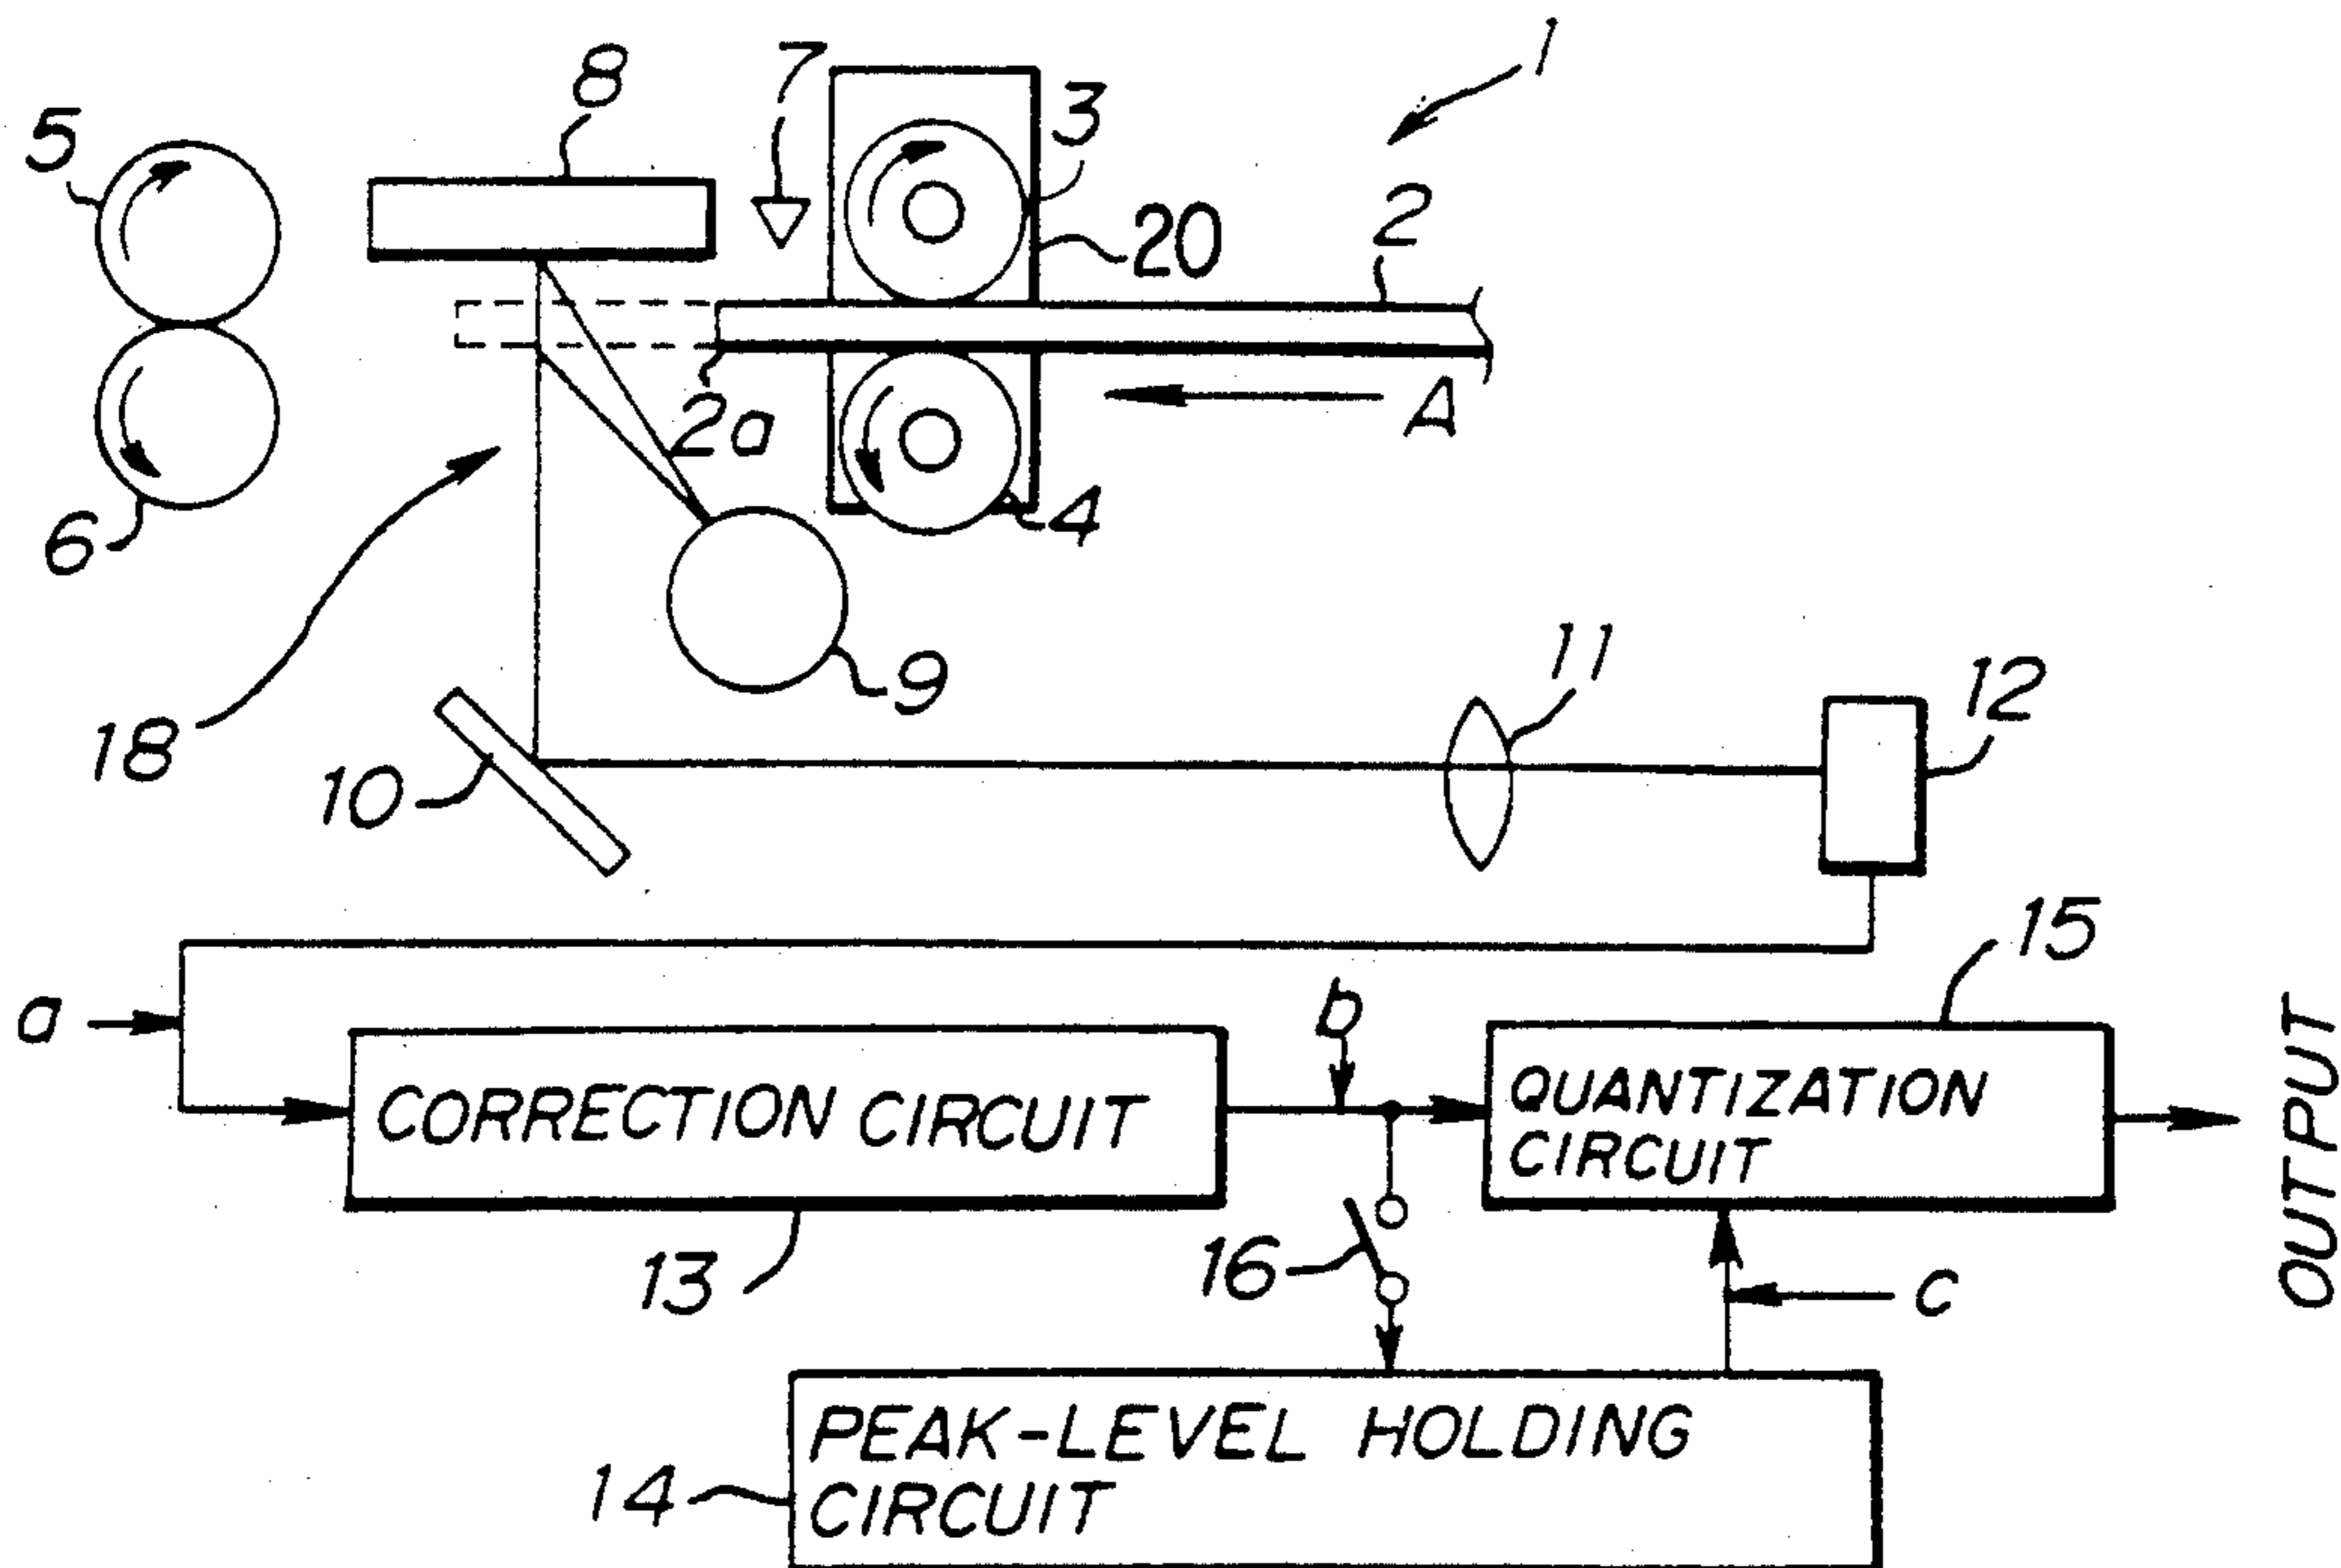 1
8
7
3
5
2
20
2a
A
4
6
9
18
10
11
12
15
a
b
CORRECTION CIRCUIT
QUANTIZATION
CIRCUIT
OUTPUT
16
13
c
PEAK-LEVEL HOLDING
CIRCUIT
14